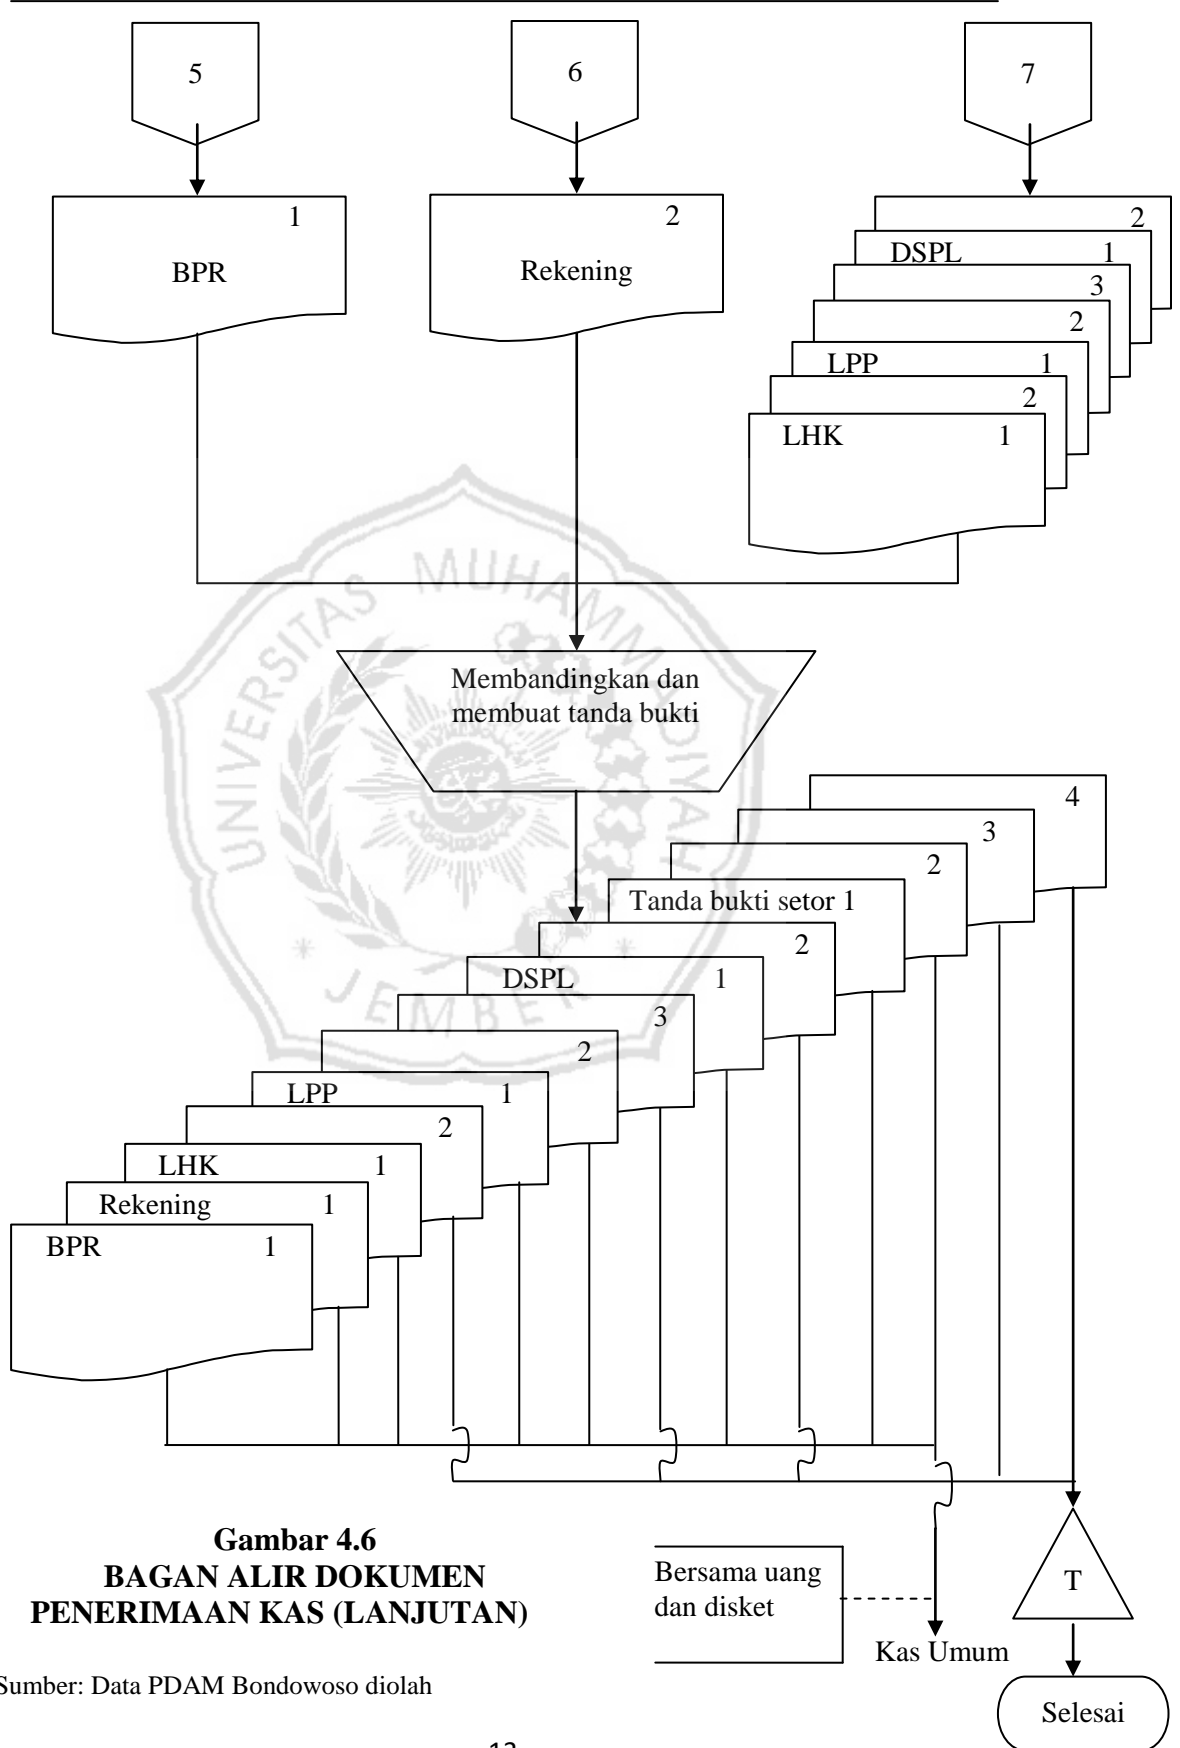 5
6
7
1
BPR
2
Rekening
2
DSPL 1
3
2
LPP 1
2
LHK 1
UNIVERSITAS MUHAMMADIYAH
JEMBER
Membandingkan dan
membuat tanda bukti
4
3
2
Tanda bukti setor 1
2
DSPL 1
3
2
LPP 1
2
LHK 1
Rekening 1
BPR 1
Gambar 4.6
BAGAN ALIR DOKUMEN
PENERIMAAN KAS (LANJUTAN)
Bersama uang
dan disket
Kas Umum
T
Selesai
Sumber: Data PDAM Bondowoso diolah